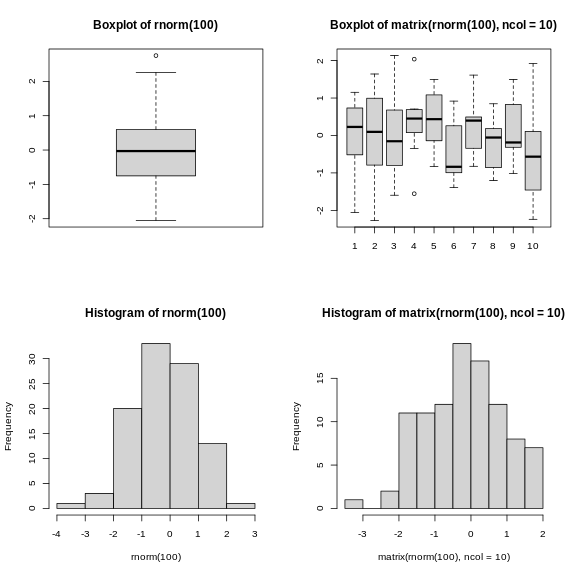 Boxplot of rnorm(100)
2
1
0
-1
-2
Boxplot of matrix(rnorm(100), ncol = 10)
2
1
0
-1
-2
1 2 3 4 5 6 7 8 9 10
Histogram of rnorm(100)
Frequency
30
25
20
15
10
5
0
-4 -3 -2 -1 0 1 2 3
rnorm(100)
Histogram of matrix(rnorm(100), ncol = 10)
Frequency
15
10
5
0
-3 -2 -1 0 1 2
matrix(rnorm(100), ncol = 10)